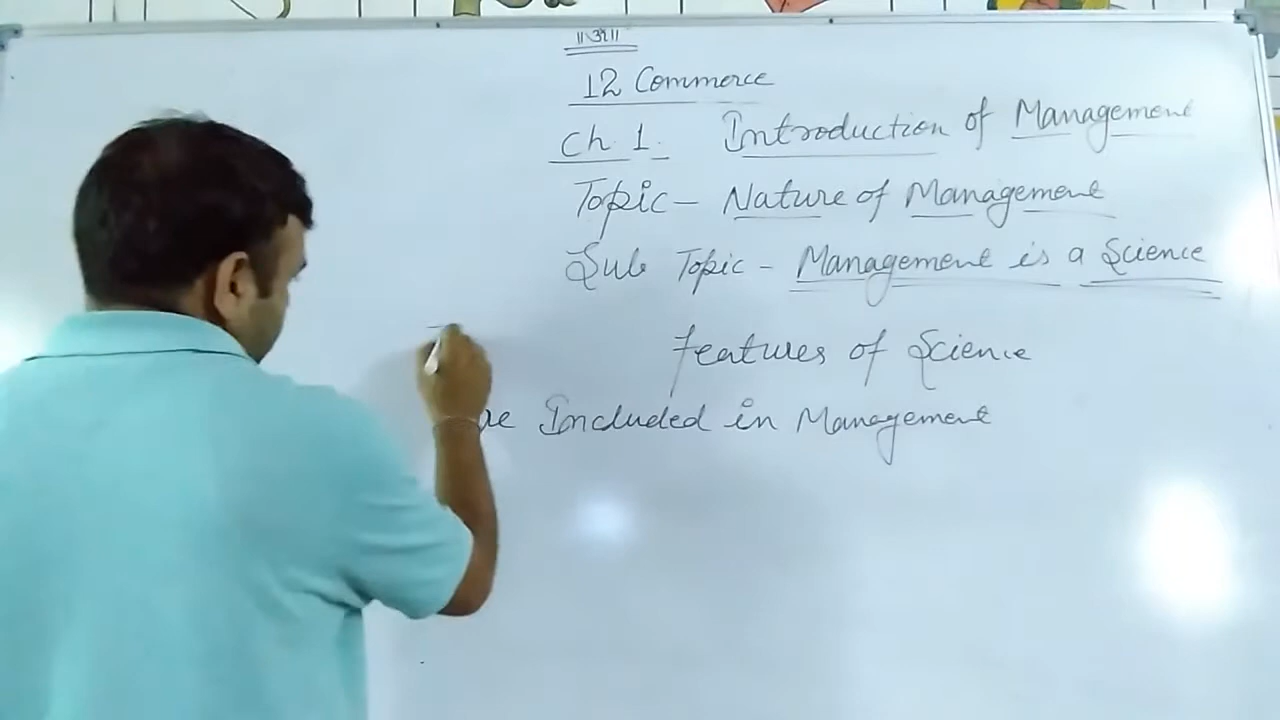 ॥अ॥
12 Commerce
Ch 1. Introduction of Management
Topic - Nature of Management
Sub Topic - Management is a Science
Features of Science
Included in Management